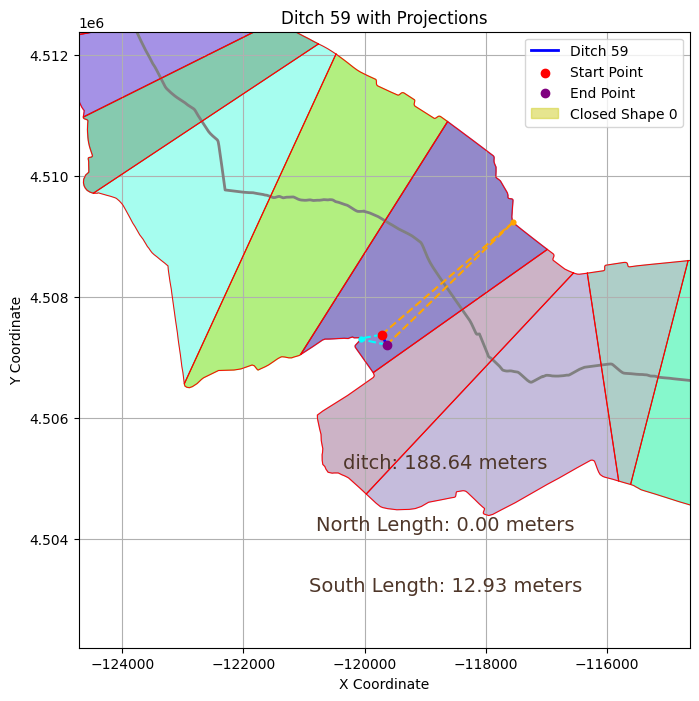 Ditch 59 with Projections
1e6
Ditch 59
Start Point
End Point
Closed Shape 0
4.512
4.510
4.508
4.506
4.504
Y Coordinate
ditch: 188.64 meters
North Length: 0.00 meters
South Length: 12.93 meters
−124000 −122000 −120000 −118000 −116000
X Coordinate